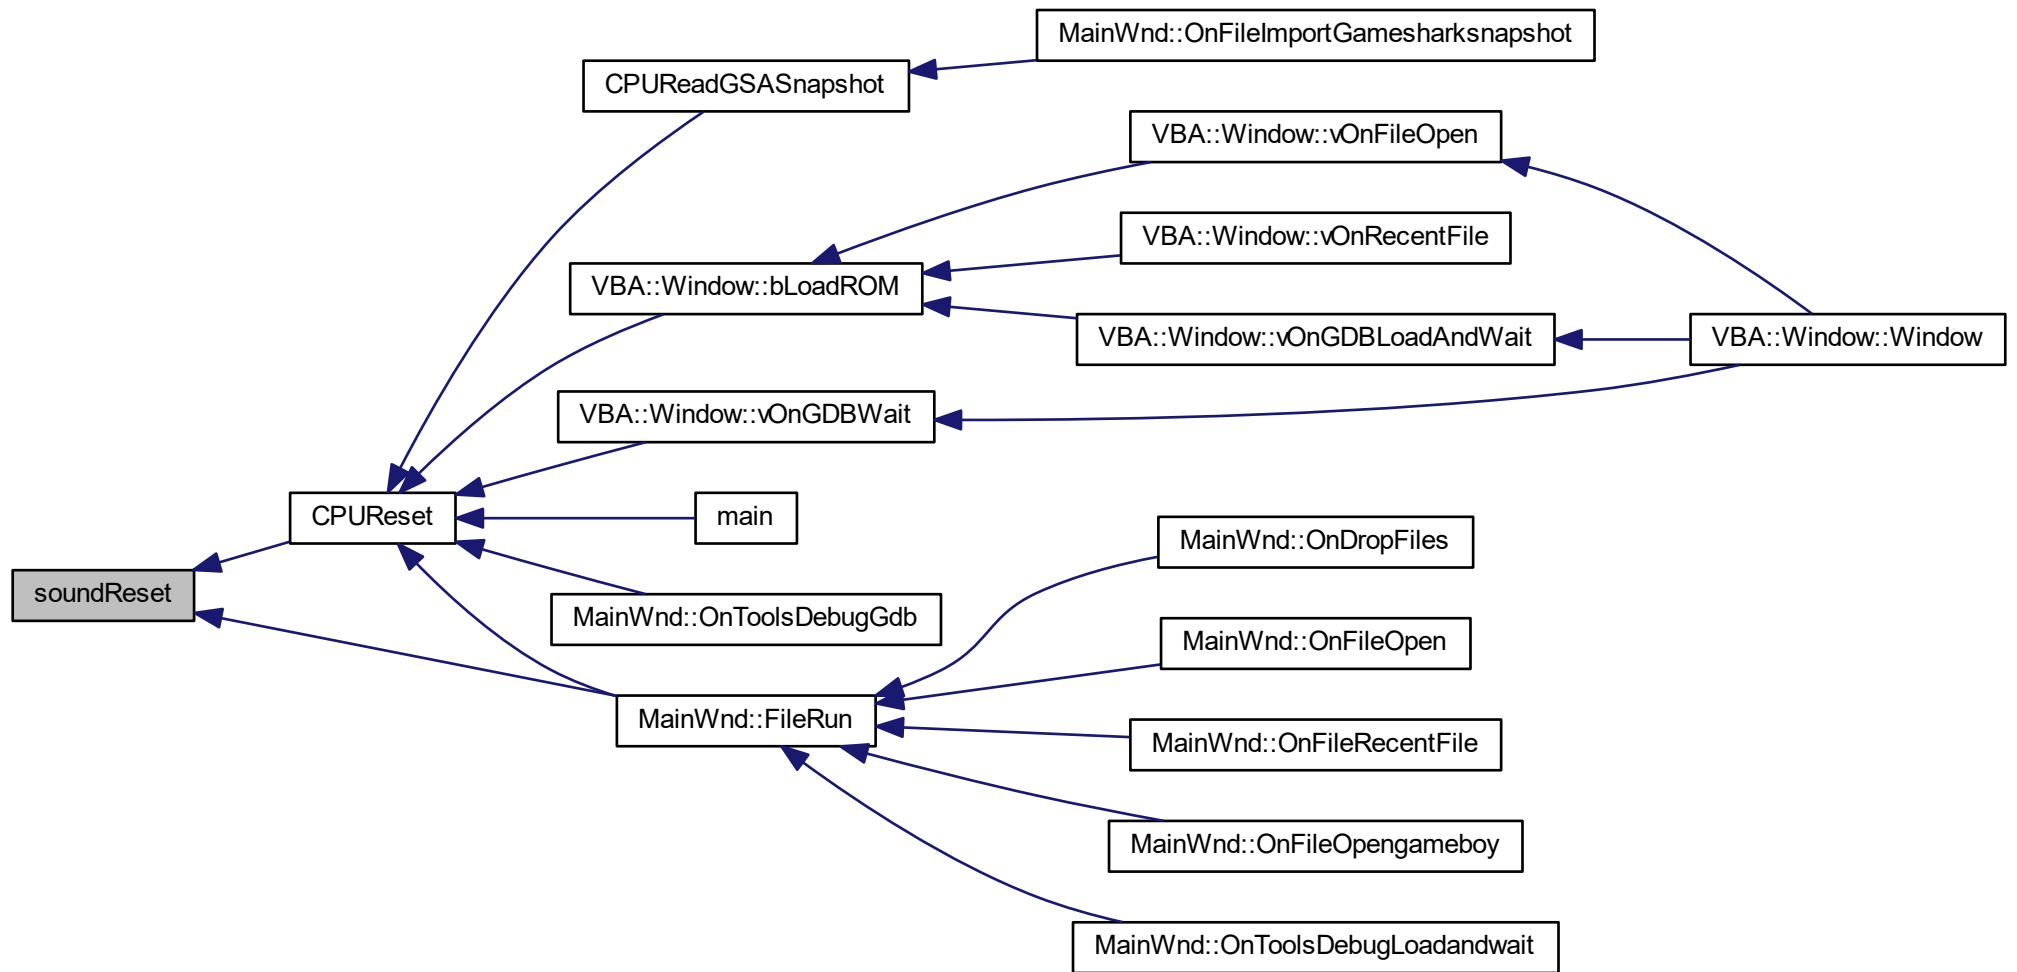 MainWnd::OnFileImportGamesharksnapshot
CPUReadGSASnapshot
VBA::Window::vOnFileOpen
VBA::Window::vOnRecentFile
VBA::Window::bLoadROM
VBA::Window::vOnGDBLoadAndWait
VBA::Window::Window
VBA::Window::vOnGDBWait
CPUReset
main
MainWnd::OnDropFiles
soundReset
MainWnd::OnToolsDebugGdb
MainWnd::OnFileOpen
MainWnd::FileRun
MainWnd::OnFileRecentFile
MainWnd::OnFileOpengameboy
MainWnd::OnToolsDebugLoadandwait